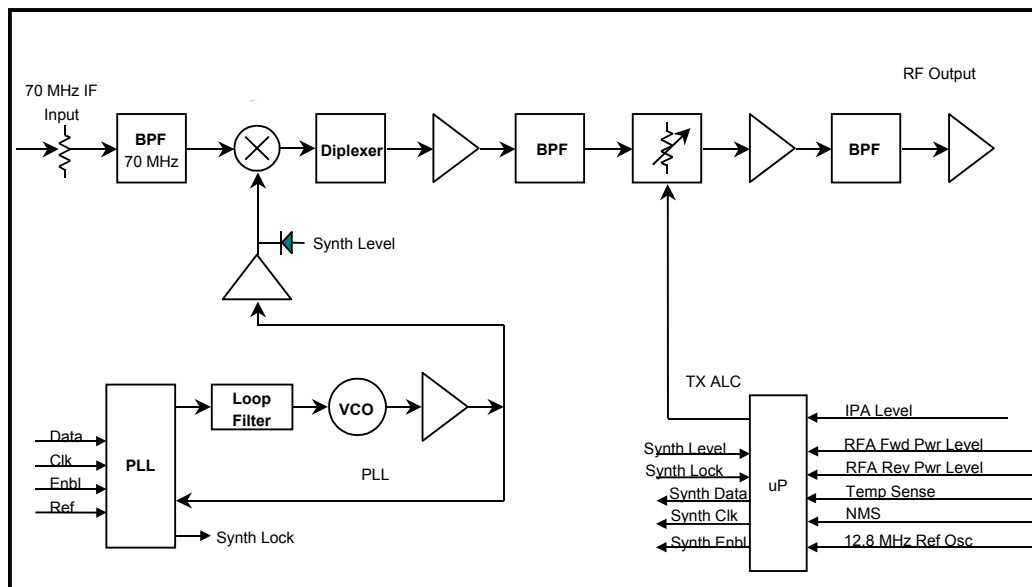 RF Output
70 MHz IF
Input
BPF
70 MHz
Diplexer
BPF
BPF
Synth Level
TX ALC
Loop
Filter
VCO
PLL
Data
Clk
Enbl
Ref
PLL
Synth Lock
Synth Level
Synth Lock
Synth Data
Synth Clk
Synth Enbl
uP
IPA Level
RFA Fwd Pwr Level
RFA Rev Pwr Level
Temp Sense
NMS
12.8 MHz Ref Osc